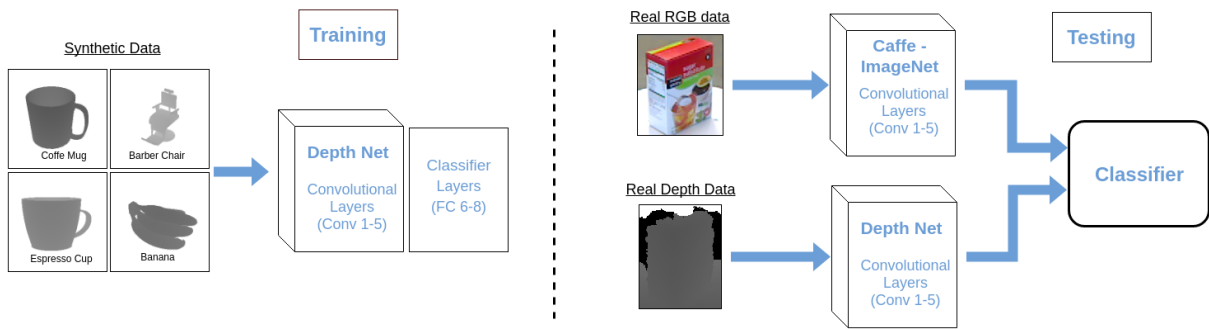 Training
Synthetic Data
Coffe Mug
Barber Chair
Espresso Cup
Banana
Depth Net
Convolutional
Layers
(Conv 1-5)
Classifier
Layers
(FC 6-8)
Real RGB data
Caffe -
ImageNet
Convolutional
Layers
(Conv 1-5)
Testing
Real Depth Data
Depth Net
Convolutional
Layers
(Conv 1-5)
Classifier